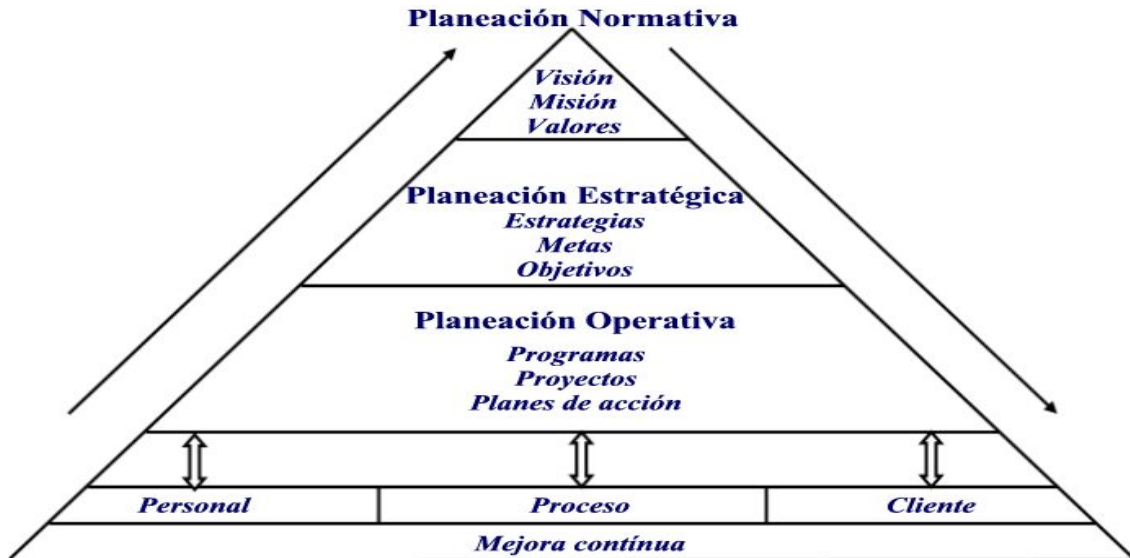 Planeación Normativa
Visión
Misión
Valores
Planeación Estratégica
Estrategias
Metas
Objetivos
Planeación Operativa
Programas
Proyectos
Planes de acción
Personal
Proceso
Cliente
Mejora contínua